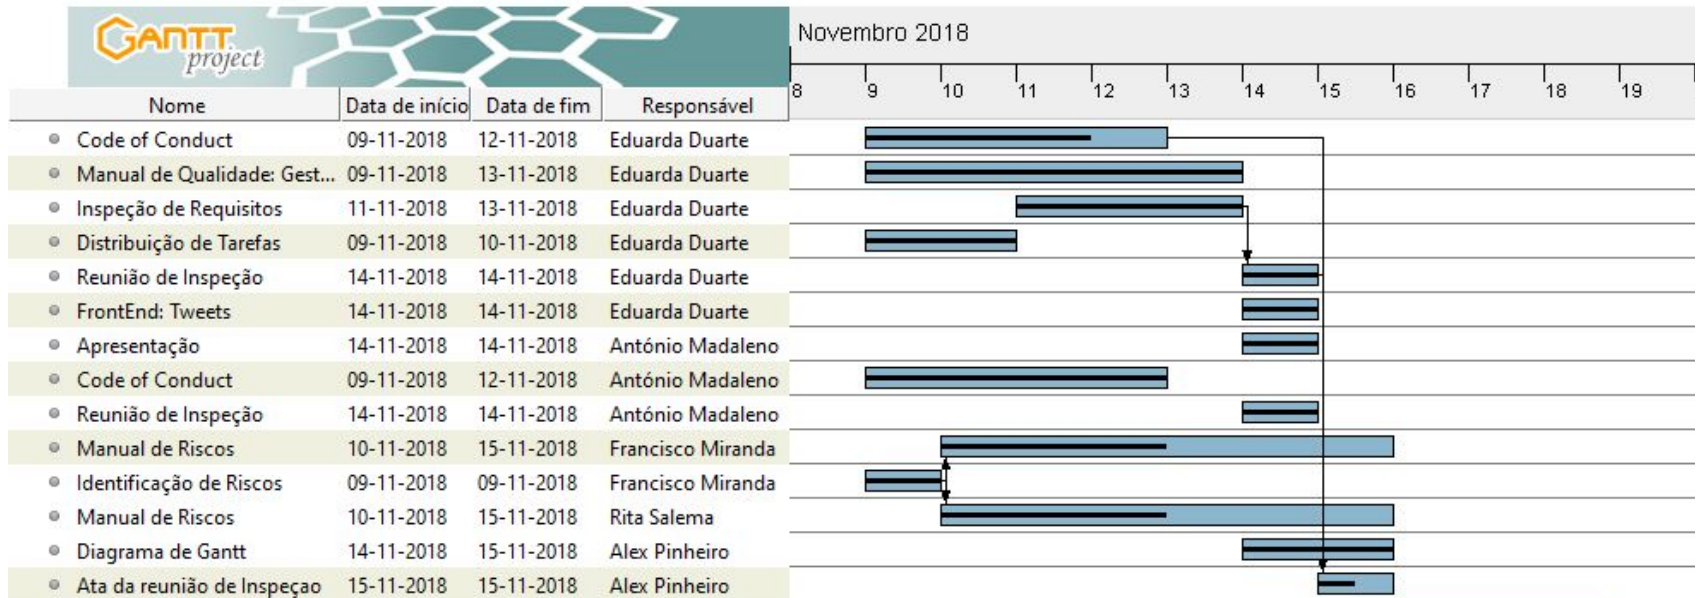 GANTT
project
Novembro 2018
8 9 10 11 12 13 14 15 16 17 18 19
Nome Data de início Data de fim Responsável
Code of Conduct 09-11-2018 12-11-2018 Eduarda Duarte
Manual de Qualidade: Gest... 09-11-2018 13-11-2018 Eduarda Duarte
Inspeção de Requisitos 11-11-2018 13-11-2018 Eduarda Duarte
Distribuição de Tarefas 09-11-2018 10-11-2018 Eduarda Duarte
Reunião de Inspeção 14-11-2018 14-11-2018 Eduarda Duarte
FrontEnd: Tweets 14-11-2018 14-11-2018 Eduarda Duarte
Apresentação 14-11-2018 14-11-2018 António Madaleno
Code of Conduct 09-11-2018 12-11-2018 António Madaleno
Reunião de Inspeção 14-11-2018 14-11-2018 António Madaleno
Manual de Riscos 10-11-2018 15-11-2018 Francisco Miranda
Identificação de Riscos 09-11-2018 09-11-2018 Francisco Miranda
Manual de Riscos 10-11-2018 15-11-2018 Rita Salema
Diagrama de Gantt 14-11-2018 15-11-2018 Alex Pinheiro
Ata da reunião de Inspeçao 15-11-2018 15-11-2018 Alex Pinheiro